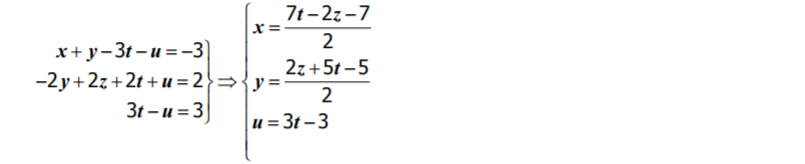 x + y − 3t − u = −3
−2y + 2z + 2t + u = 2
3t − u = 3
⇒
x = (7t − 2z − 7)/2
y = (2z + 5t − 5)/2
u = 3t − 3